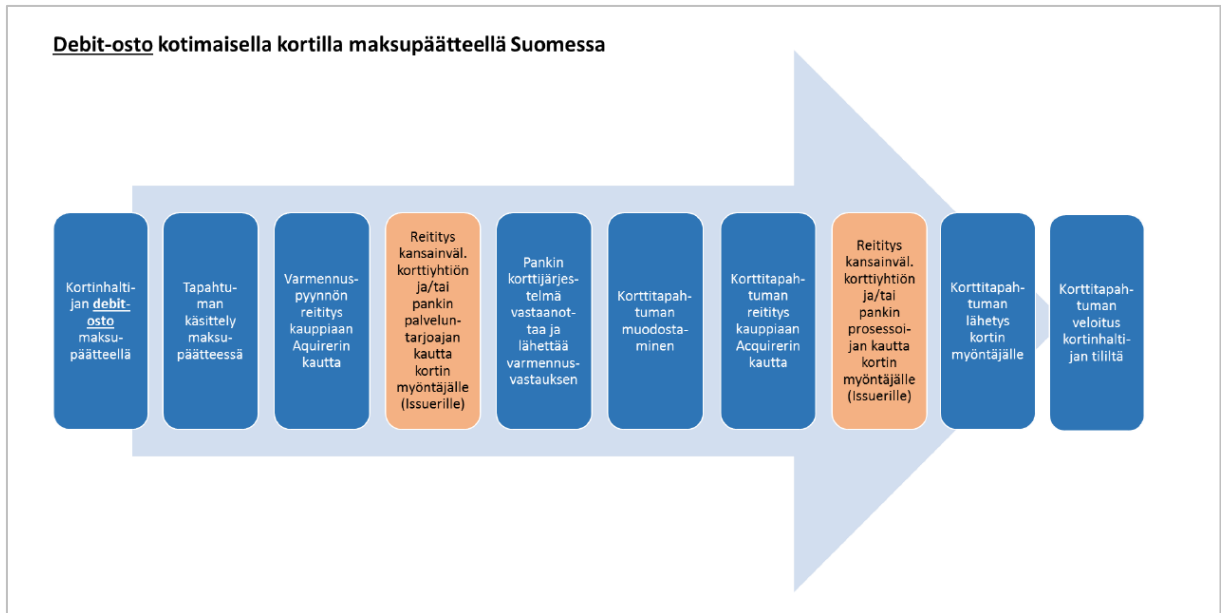 Debit-osto kotimaisella kortilla maksupäätteellä Suomessa
Kortinhalti-
jan debit-
osto
maksu-
päätteellä
Tapahtu-
man
käsittely
maksu-
päätteessä
Varmennus-
pyynnön
reititys
kauppiaan
Aquirerin
kautta
Reititys
kansainväl.
korttiyhtiön
ja/tai
pankin
palvelun-
tarjoajan
kautta
kortin
myöntäjälle
(Issuerille)
Pankin
korttijärjes-
telmä
vastaanot-
taa ja
lähettää
varmennus-
vastauksen
Korttitapah-
tuman
muodosta-
minen
Korttitapah-
tuman
reititys
kauppiaan
Acquirerin
kautta
Reititys
kansainväl.
korttiyhtiön
ja/tai
pankin
prosessoi-
jan kautta
kortin
myöntäjälle
(Issuerille)
Korttitapah-
tuman
lähetys
kortin
myöntäjälle
Korttitapah-
tuman
veloitus
kortinhalti-
jan tililtä